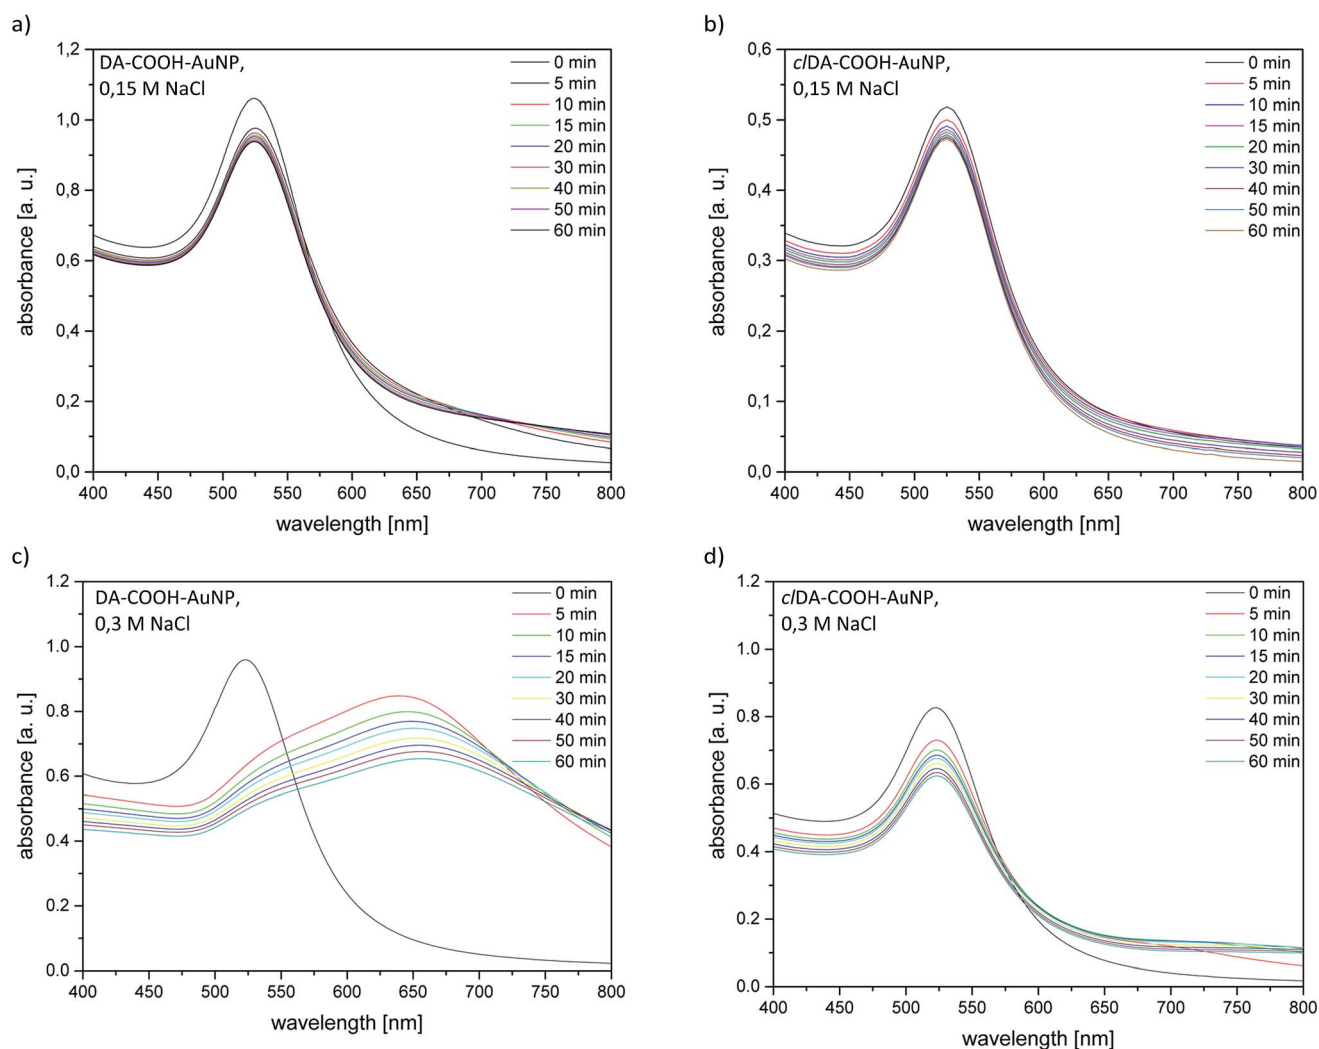 a)
DA-COOH-AuNP,
0,15 M NaCl
0 min
5 min
10 min
15 min
20 min
30 min
40 min
50 min
60 min
1,2
1,0
0,8
0,6
0,4
0,2
0,0
absorbance [a. u.]
400 450 500 550 600 650 700 750 800
wavelength [nm]
b)
clDA-COOH-AuNP,
0,15 M NaCl
0 min
5 min
10 min
15 min
20 min
30 min
40 min
50 min
60 min
0,6
0,5
0,4
0,3
0,2
0,1
0,0
absorbance [a. u.]
400 450 500 550 600 650 700 750 800
wavelength [nm]
c)
DA-COOH-AuNP,
0,3 M NaCl
0 min
5 min
10 min
15 min
20 min
30 min
40 min
50 min
60 min
1.2
1.0
0.8
0.6
0.4
0.2
0.0
absorbance [a. u.]
400 450 500 550 600 650 700 750 800
wavelength [nm]
d)
clDA-COOH-AuNP,
0,3 M NaCl
0 min
5 min
10 min
15 min
20 min
30 min
40 min
50 min
60 min
1.2
1.0
0.8
0.6
0.4
0.2
0.0
absorbance [a. u.]
400 450 500 550 600 650 700 750 800
wavelength [nm]